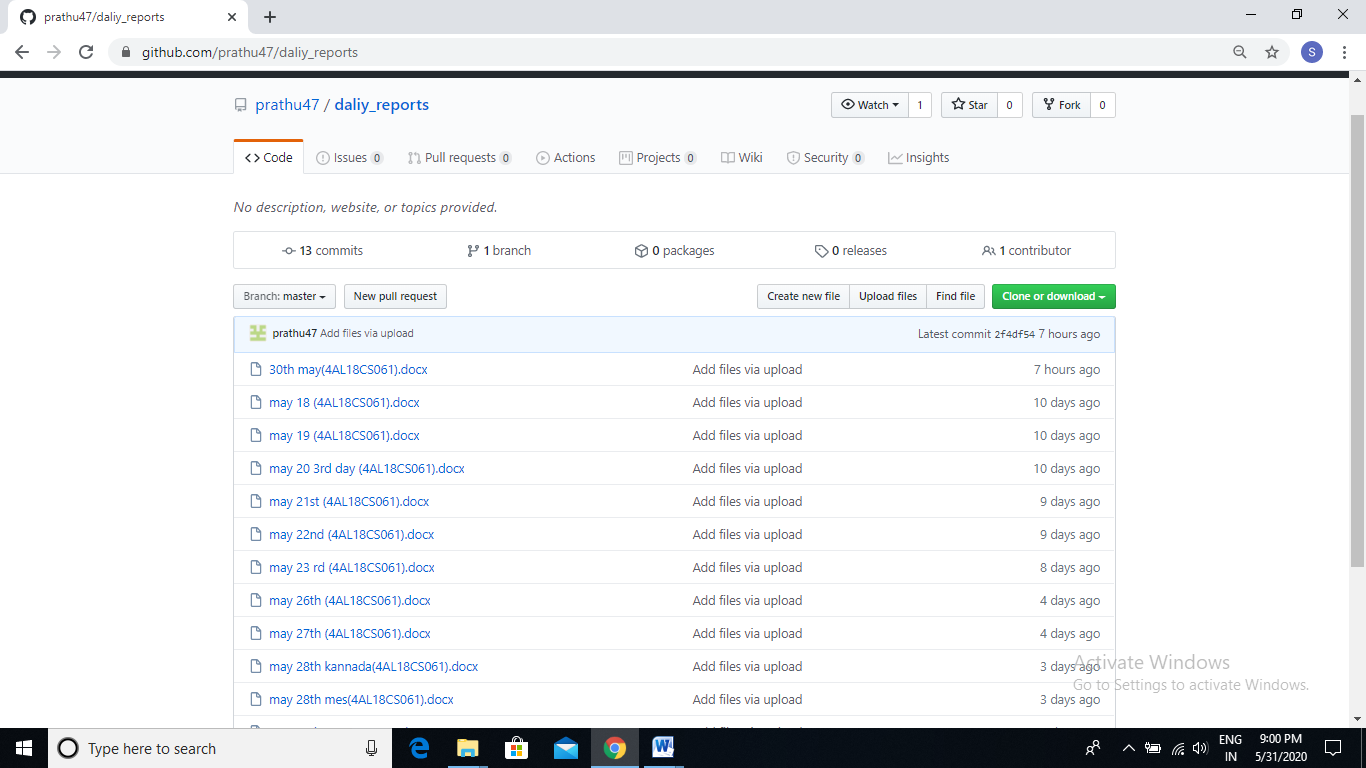 prathu47/daliy_reports
github.com/prathu47/daliy_reports
S
prathu47 / daliy_reports
Watch 1 Star 0 Fork 0
Code Issues 0 Pull requests 0 Actions Projects 0 Wiki Security 0 Insights
No description, website, or topics provided.
13 commits 1 branch 0 packages 0 releases 1 contributor
Branch: master New pull request Create new file Upload files Find file Clone or download
prathu47 Add files via upload Latest commit 2f4df54 7 hours ago
30th may(4AL18CS061).docx Add files via upload 7 hours ago
may 18 (4AL18CS061).docx Add files via upload 10 days ago
may 19 (4AL18CS061).docx Add files via upload 10 days ago
may 20 3rd day (4AL18CS061).docx Add files via upload 10 days ago
may 21st (4AL18CS061).docx Add files via upload 9 days ago
may 22nd (4AL18CS061).docx Add files via upload 9 days ago
may 23 rd (4AL18CS061).docx Add files via upload 8 days ago
may 26th (4AL18CS061).docx Add files via upload 4 days ago
may 27th (4AL18CS061).docx Add files via upload 4 days ago
may 28th kannada(4AL18CS061).docx Add files via upload 3 days ago
may 28th mes(4AL18CS061).docx Add files via upload 3 days ago
Activate Windows
Go to Settings to activate Windows.
Type here to search
ENG
IN
9:00 PM
5/31/2020